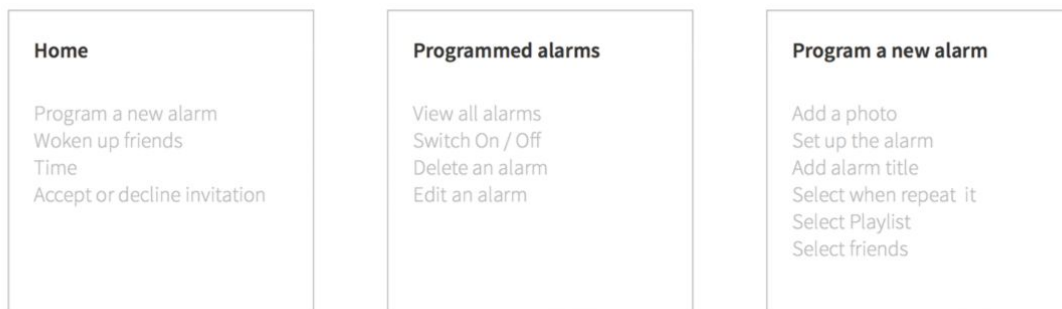 Home
Program a new alarm
Woken up friends
Time
Accept or decline invitation
Programmed alarms
View all alarms
Switch On / Off
Delete an alarm
Edit an alarm
Program a new alarm
Add a photo
Set up the alarm
Add alarm title
Select when repeat it
Select Playlist
Select friends